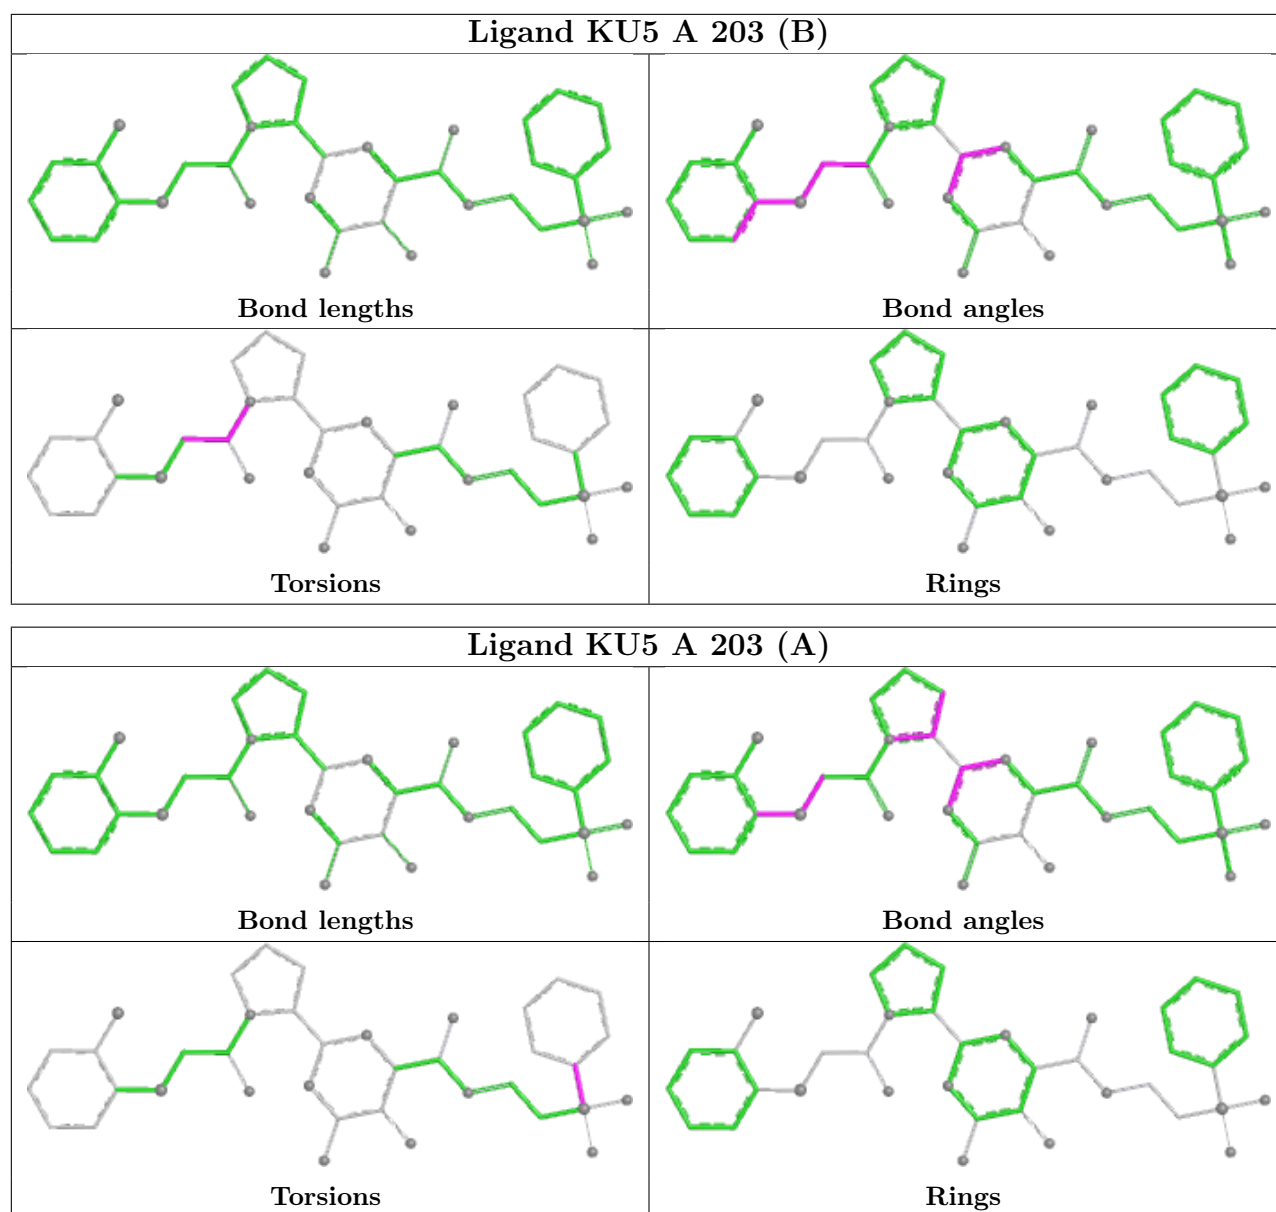 Ligand KU5 A 203 (B)
Bond lengths
Bond angles
Torsions
Rings
Ligand KU5 A 203 (A)
Bond lengths
Bond angles
Torsions
Rings